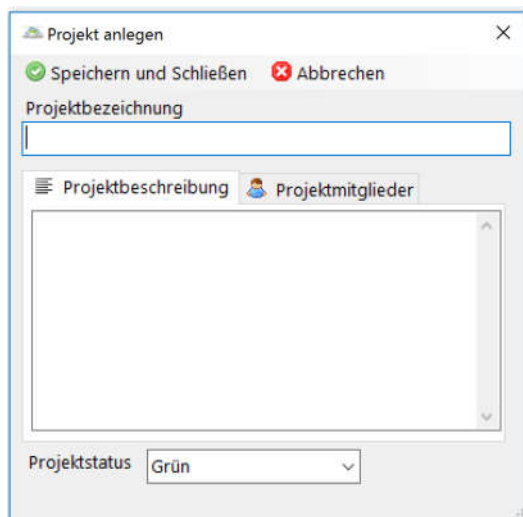 Projekt anlegen
Speichern und Schließen Abbrechen
Projektbezeichnung
Projektbeschreibung Projektmitglieder
Projektstatus Grün